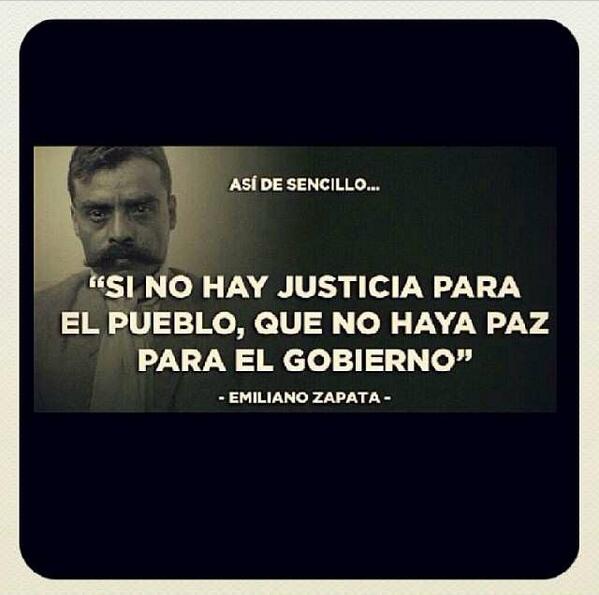 ASÍ DE SENCILLO...
“SI NO HAY JUSTICIA PARA
EL PUEBLO, QUE NO HAYA PAZ
PARA EL GOBIERNO”
- EMILIANO ZAPATA -